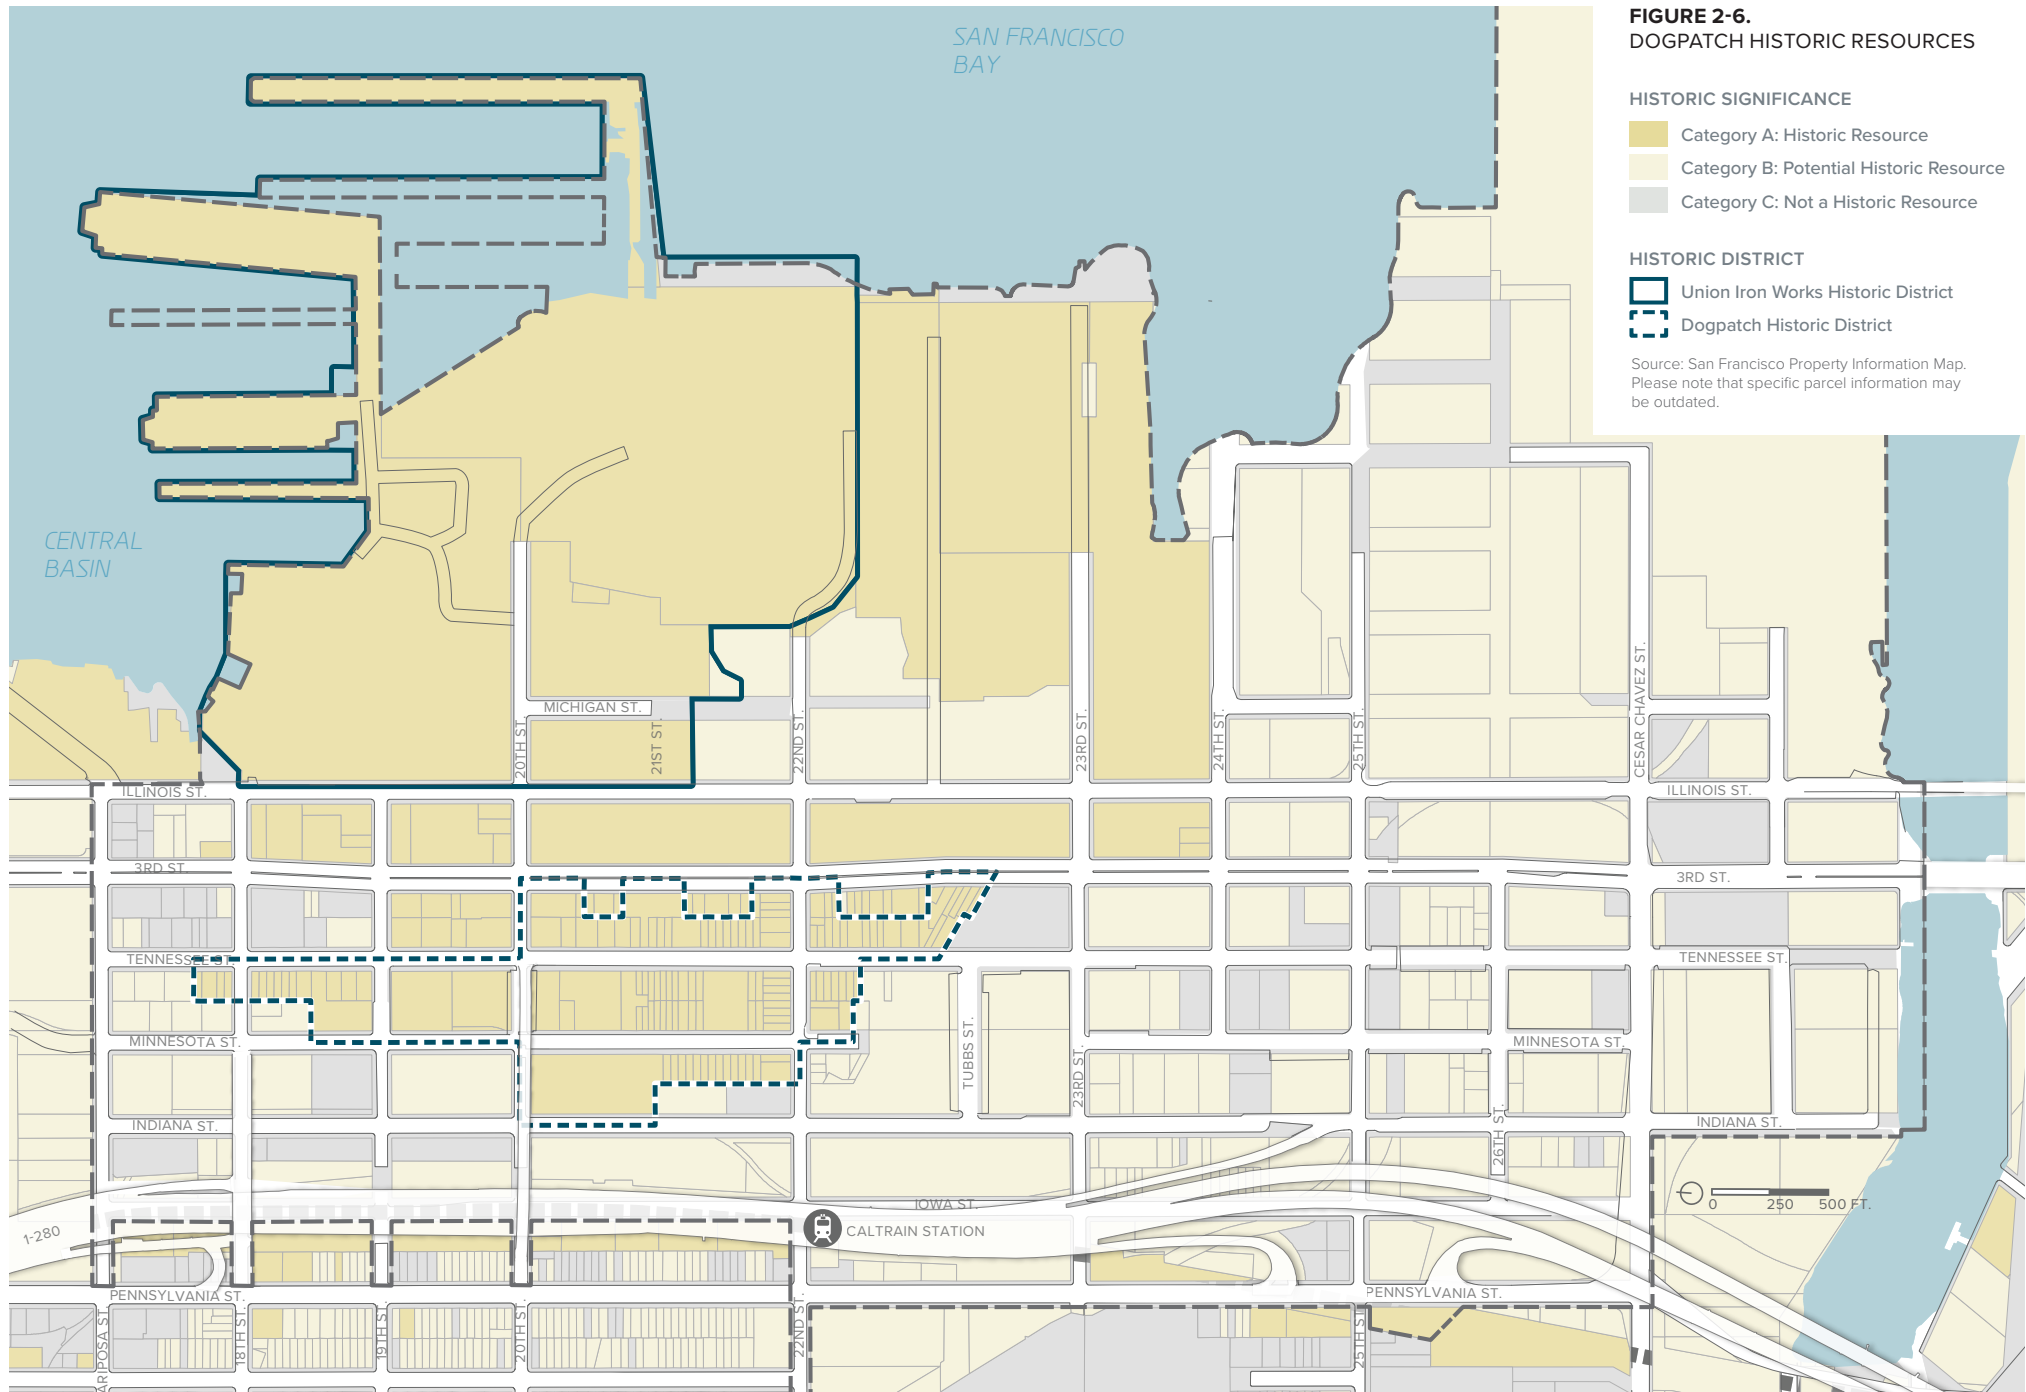 FIGURE 2-6.
DOGPATCH HISTORIC RESOURCES
HISTORIC SIGNIFICANCE
Category A: Historic Resource
Category B: Potential Historic Resource
Category C: Not a Historic Resource
HISTORIC DISTRICT
Union Iron Works Historic District
Dogpatch Historic District
Source: San Francisco Property Information Map.
Please note that specific parcel information may
be outdated.
SAN FRANCISCO
BAY
CENTRAL
BASIN
MICHIGAN ST.
20TH ST.
21ST ST.
22ND ST.
23RD ST.
24TH ST.
25TH ST.
CESAR CHAVEZ ST.
ILLINOIS ST.
ILLINOIS ST.
3RD ST.
3RD ST.
TENNESSEE ST.
TENNESSEE ST.
MINNESOTA ST.
MINNESOTA ST.
TUBBS ST.
23RD ST.
INDIANA ST.
INDIANA ST.
26TH ST.
IOWA ST.
0 250 500 FT.
1-280
CALTRAIN STATION
PENNSYLVANIA ST.
PENNSYLVANIA ST.
ARIPOSA ST.
18TH ST.
19TH ST.
20TH ST.
22ND ST.
25TH ST.